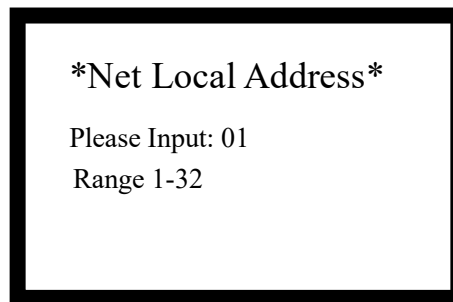 *Net Local Address*
Please Input: 01
Range 1-32